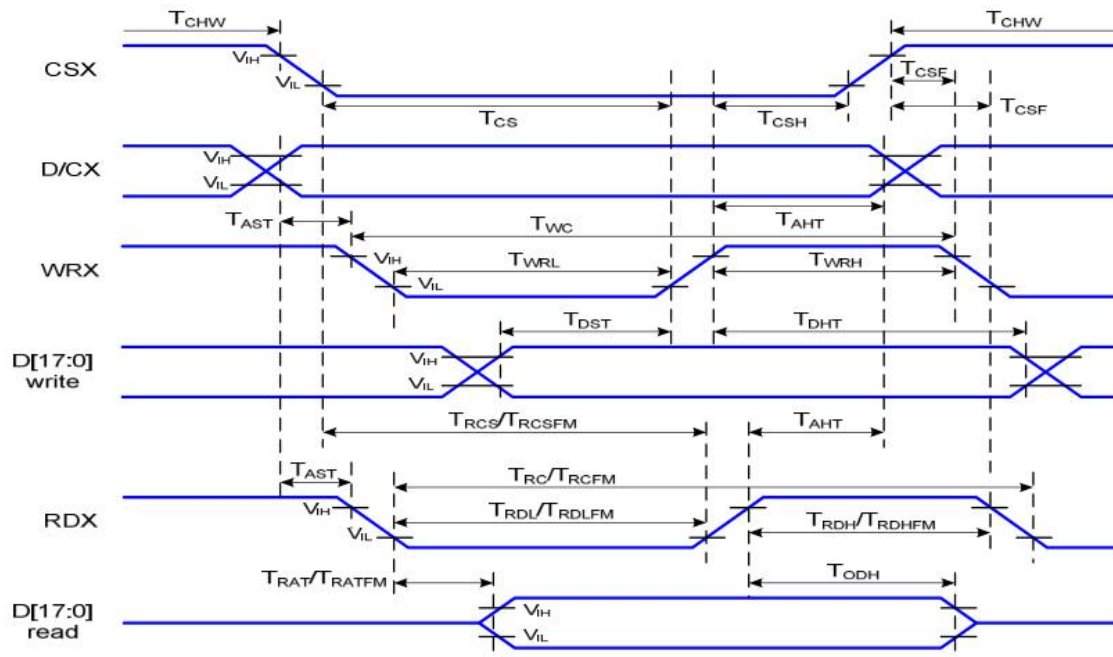 TCHW
TCHW
CSX
VIH
VIL
TCSF
TCS
TCSH
TCSF
D/CX
VIH
VIL
TAST
TWC
TAHT
WRX
VIH
TWRL
TWRH
VIL
TDST
TDHT
D[17:0]
write
VIH
VIL
TRCS/TRCSFM
TAHT
TAST
TRC/TRCFM
RDX
VIH
TRDL/TRDLFM
TRDH/TRDHFM
VIL
TRAT/TRATFM
TODH
D[17:0]
read
VIH
VIL